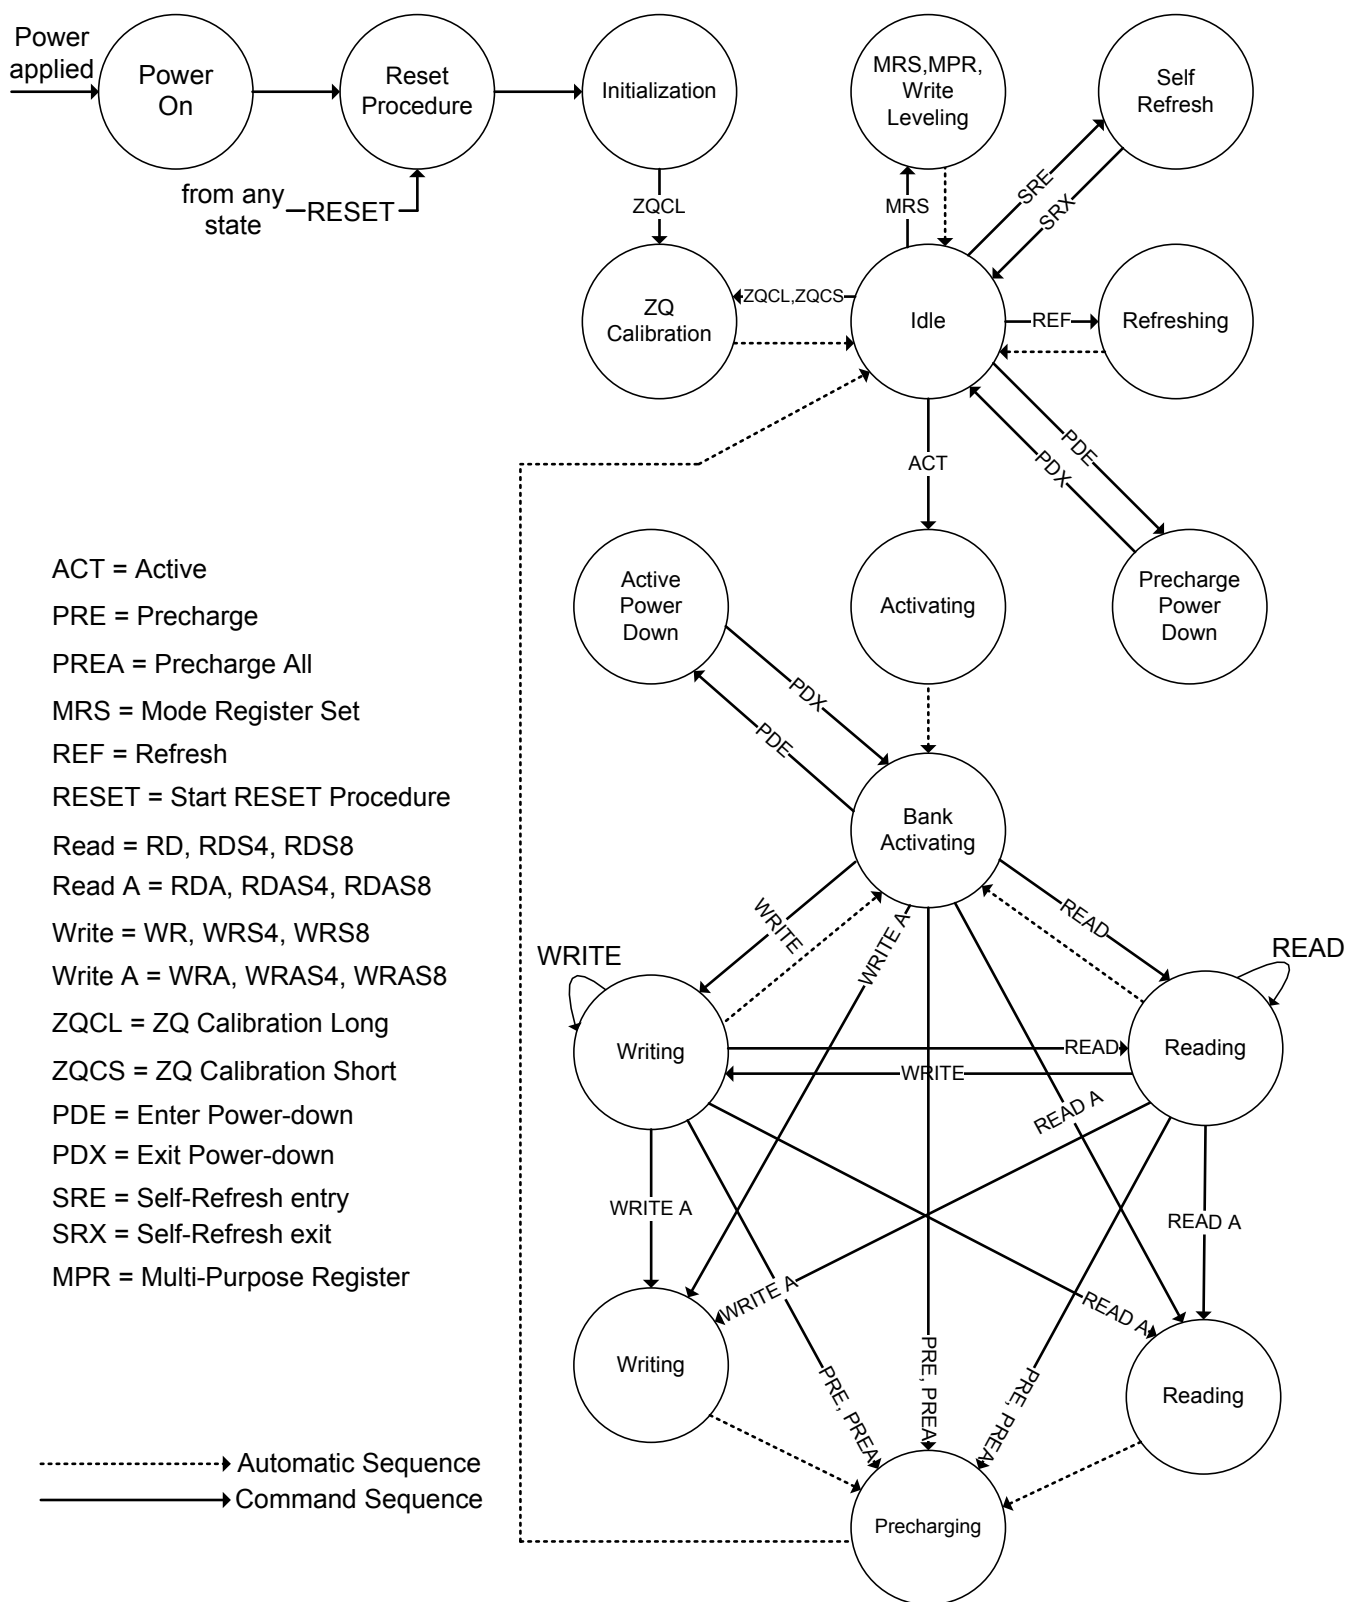 Power
applied
Power
On
Reset
Procedure
Initialization
MRS,MPR,
Write
Leveling
Self
Refresh
from any
state
RESET
ZQCL
MRS
SRE
SRX
ZQ
Calibration
ZQCL,ZQCS
Idle
REF
Refreshing
ACT
PDE
PDX
Active
Power
Down
Activating
Precharge
Power
Down
PDX
PDE
Bank
Activating
ACT = Active
PRE = Precharge
PREA = Precharge All
MRS = Mode Register Set
REF = Refresh
RESET = Start RESET Procedure
Read = RD, RDS4, RDS8
Read A = RDA, RDAS4, RDAS8
Write = WR, WRS4, WRS8
Write A = WRA, WRAS4, WRAS8
ZQCL = ZQ Calibration Long
ZQCS = ZQ Calibration Short
PDE = Enter Power-down
PDX = Exit Power-down
SRE = Self-Refresh entry
SRX = Self-Refresh exit
MPR = Multi-Purpose Register
WRITE
WRITE
WRITE A
READ
READ
Writing
READ
Reading
WRITE
READ A
WRITE A
READ A
WRITE A
READ A
Writing
PRE, PREA
PRE, PREA
PRE, PREA
Reading
Precharging
Automatic Sequence
Command Sequence